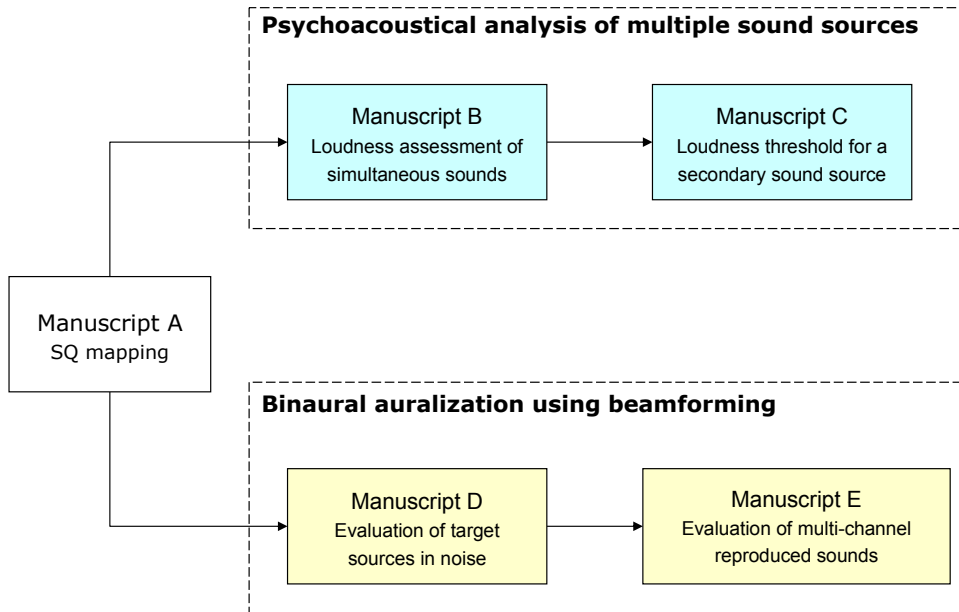 Psychoacoustical analysis of multiple sound sources
Manuscript B
Loudness assessment of
simultaneous sounds
Manuscript C
Loudness threshold for a
secondary sound source
Manuscript A
SQ mapping
Binaural auralization using beamforming
Manuscript D
Evaluation of target
sources in noise
Manuscript E
Evaluation of multi-channel
reproduced sounds